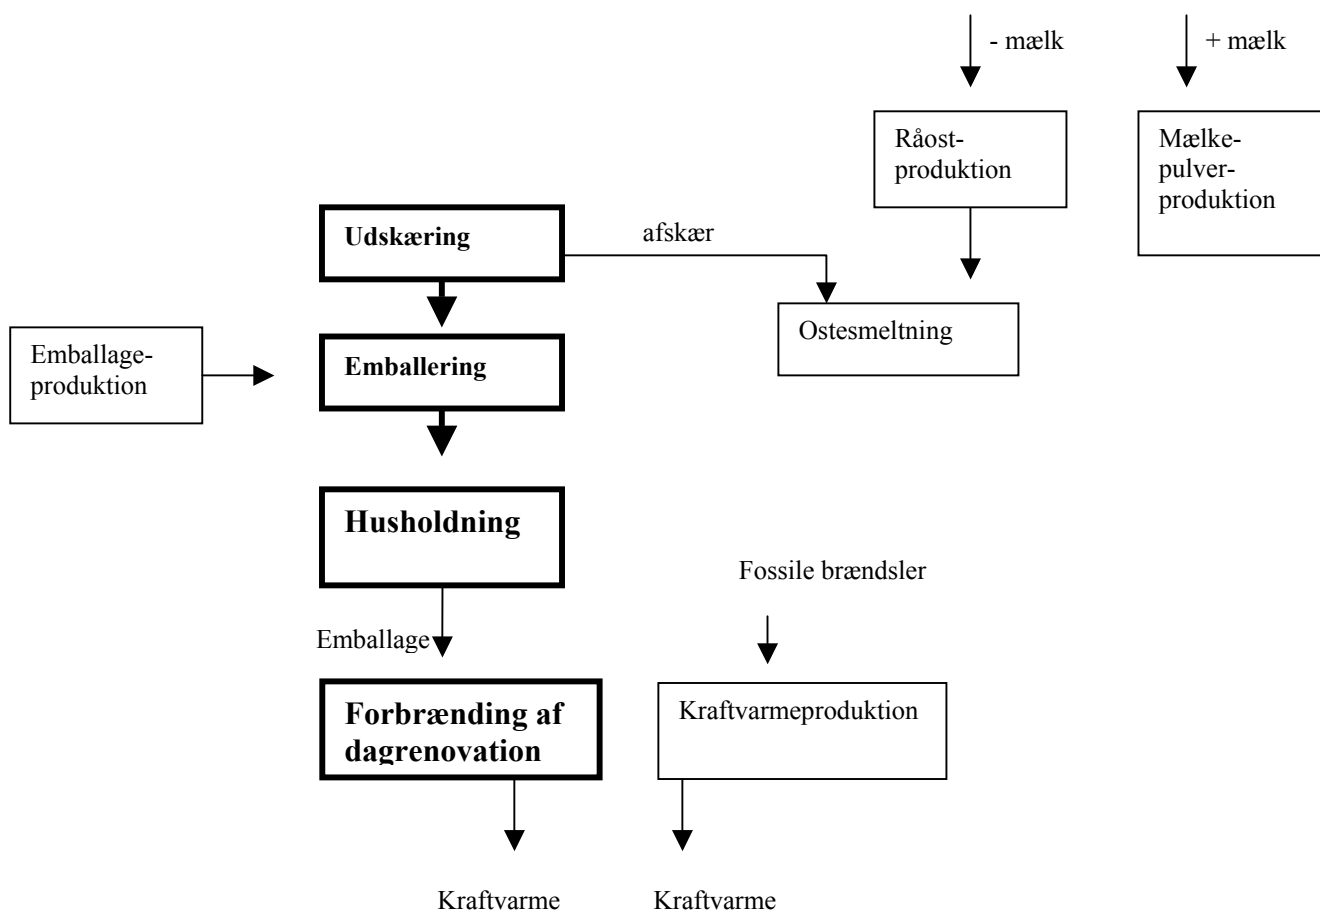 - mælk
+ mælk
Råost-
produktion
Mælke-
pulver-
produktion
Udskæring
afskær
Ostesmeltning
Emballage-
produktion
Emballering
Husholdning
Fossile brændsler
Emballage
Forbrænding af
dagrenovation
Kraftvarmeproduktion
Kraftvarme
Kraftvarme